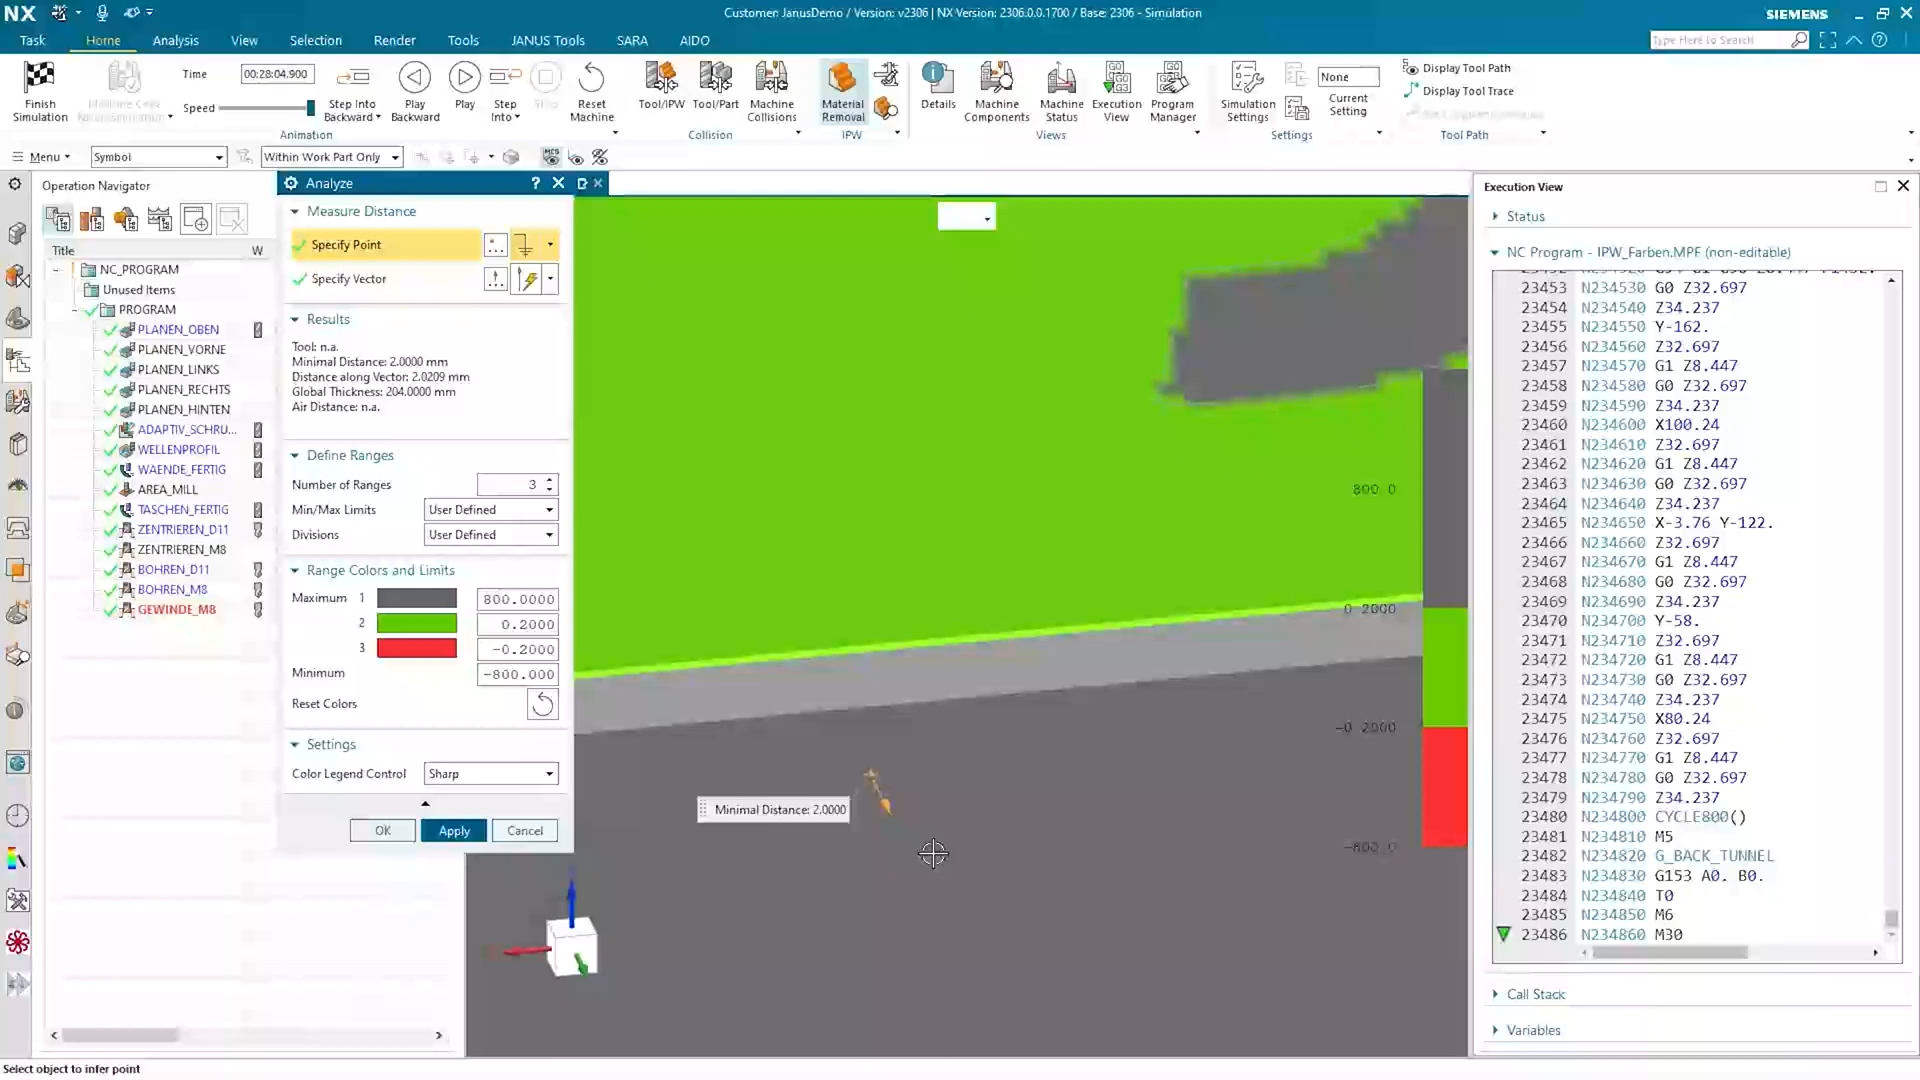 NX
Customer: JanusDemo / Version: v2306 | NX Version: 2306.0.0.1700 / Base: 2306 - Simulation
SIEMENS
Task Home Analysis View Selection Render Tools JANUS Tools SARA AIDO
Type Here to Search
Finish Simulation
Time 00:28:04.900
Speed
Step Into Backward
Play Backward
Play
Step Into
Reset Machine
Animation
Tool/IPW
Tool/Part
Machine Collisions
Collision
Material Removal
IPW
Details
Machine Components
Machine Status
Execution View
Program Manager
Views
Simulation Settings
None
Current Setting
Settings
Display Tool Path
Display Tool Trace
Tool Path
Menu
Symbol
Within Work Part Only
MCS
Operation Navigator
Title W
NC_PROGRAM
Unused Items
PROGRAM
PLANEN_OBEN
PLANEN_VORNE
PLANEN_LINKS
PLANEN_RECHTS
PLANEN_HINTEN
ADAPTIV_SCHRU...
WELLENPROFIL
WAENDE_FERTIG
AREA_MILL
TASCHEN_FERTIG
ZENTRIEREN_D11
ZENTRIEREN_M8
BOHREN_D11
BOHREN_M8
GEWINDE_M8
Analyze
Measure Distance
Specify Point
Specify Vector
Results
Tool: n.a.
Minimal Distance: 2.0000 mm
Distance along Vector: 2.0209 mm
Global Thickness: 204.0000 mm
Air Distance: n.a.
Define Ranges
Number of Ranges 3
Min/Max Limits User Defined
Divisions User Defined
Range Colors and Limits
Maximum 1 800.0000
2 0.2000
3 -0.2000
Minimum -800.000
Reset Colors
Settings
Color Legend Control Sharp
OK Apply Cancel
800 0
0 2000
-0 2000
-800 0
Minimal Distance: 2.0000
Execution View
Status
NC Program - IPW_Farben.MPF (non-editable)
23453 N234530 G0 Z32.697
23454 N234540 Z34.237
23455 N234550 Y-162.
23456 N234560 Z32.697
23457 N234570 G1 Z8.447
23458 N234580 G0 Z32.697
23459 N234590 Z34.237
23460 N234600 X100.24
23461 N234610 Z32.697
23462 N234620 G1 Z8.447
23463 N234630 G0 Z32.697
23464 N234640 Z34.237
23465 N234650 X-3.76 Y-122.
23466 N234660 Z32.697
23467 N234670 G1 Z8.447
23468 N234680 G0 Z32.697
23469 N234690 Z34.237
23470 N234700 Y-58.
23471 N234710 Z32.697
23472 N234720 G1 Z8.447
23473 N234730 G0 Z32.697
23474 N234740 Z34.237
23475 N234750 X80.24
23476 N234760 Z32.697
23477 N234770 G1 Z8.447
23478 N234780 G0 Z32.697
23479 N234790 Z34.237
23480 N234800 CYCLE800()
23481 N234810 M5
23482 N234820 G_BACK_TUNNEL
23483 N234830 G153 A0. B0.
23484 N234840 T0
23485 N234850 M6
23486 N234860 M30
Call Stack
Variables
Select object to infer point